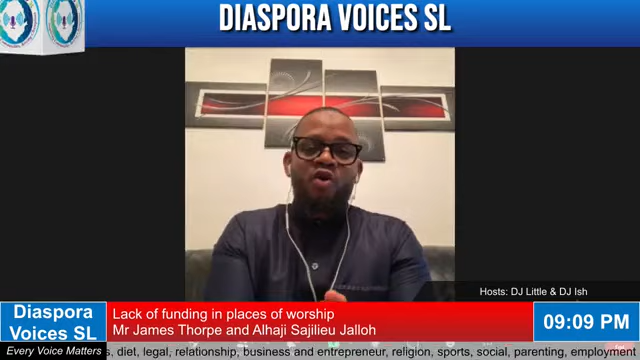 DIASPORA VOICES SL
Hosts: DJ Little & DJ Ish
Diaspora
Voices SL
Lack of funding in places of worship
Mr James Thorpe and Alhaji Sajilieu Jalloh
09:09 PM
Every Voice Matters
s, diet, legal, relationship, business and entrepreneur, religion, sports, social, parenting, employment